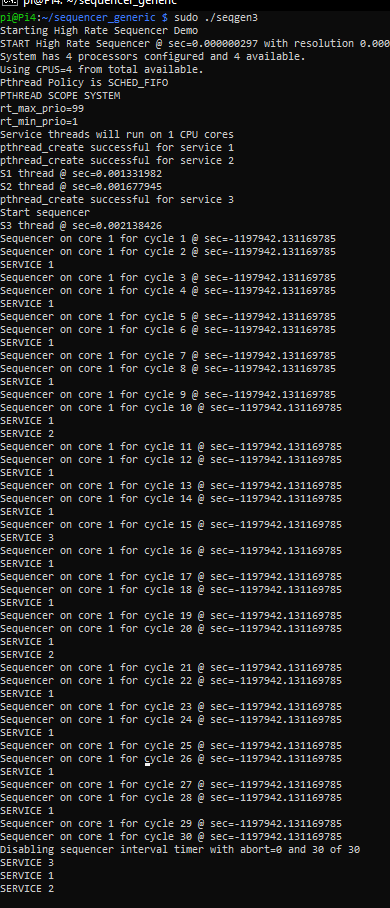 pi@Pi4: ~/sequencer_generic
pi@Pi4:~/sequencer_generic $ sudo ./seqgen3
Starting High Rate Sequencer Demo
START High Rate Sequencer @ sec=0.000000297 with resolution 0.000
System has 4 processors configured and 4 available.
Using CPUS=4 from total available.
Pthread Policy is SCHED_FIFO
PTHREAD SCOPE SYSTEM
rt_max_prio=99
rt_min_prio=1
Service threads will run on 1 CPU cores
pthread_create successful for service 1
pthread_create successful for service 2
S1 thread @ sec=0.001331982
S2 thread @ sec=0.001677945
pthread_create successful for service 3
Start sequencer
S3 thread @ sec=0.002138426
Sequencer on core 1 for cycle 1 @ sec=-1197942.131169785
Sequencer on core 1 for cycle 2 @ sec=-1197942.131169785
SERVICE 1
Sequencer on core 1 for cycle 3 @ sec=-1197942.131169785
Sequencer on core 1 for cycle 4 @ sec=-1197942.131169785
SERVICE 1
Sequencer on core 1 for cycle 5 @ sec=-1197942.131169785
Sequencer on core 1 for cycle 6 @ sec=-1197942.131169785
SERVICE 1
Sequencer on core 1 for cycle 7 @ sec=-1197942.131169785
Sequencer on core 1 for cycle 8 @ sec=-1197942.131169785
SERVICE 1
Sequencer on core 1 for cycle 9 @ sec=-1197942.131169785
Sequencer on core 1 for cycle 10 @ sec=-1197942.131169785
SERVICE 1
SERVICE 2
Sequencer on core 1 for cycle 11 @ sec=-1197942.131169785
Sequencer on core 1 for cycle 12 @ sec=-1197942.131169785
SERVICE 1
Sequencer on core 1 for cycle 13 @ sec=-1197942.131169785
Sequencer on core 1 for cycle 14 @ sec=-1197942.131169785
SERVICE 1
Sequencer on core 1 for cycle 15 @ sec=-1197942.131169785
SERVICE 3
Sequencer on core 1 for cycle 16 @ sec=-1197942.131169785
SERVICE 1
Sequencer on core 1 for cycle 17 @ sec=-1197942.131169785
Sequencer on core 1 for cycle 18 @ sec=-1197942.131169785
SERVICE 1
Sequencer on core 1 for cycle 19 @ sec=-1197942.131169785
Sequencer on core 1 for cycle 20 @ sec=-1197942.131169785
SERVICE 1
SERVICE 2
Sequencer on core 1 for cycle 21 @ sec=-1197942.131169785
Sequencer on core 1 for cycle 22 @ sec=-1197942.131169785
SERVICE 1
Sequencer on core 1 for cycle 23 @ sec=-1197942.131169785
Sequencer on core 1 for cycle 24 @ sec=-1197942.131169785
SERVICE 1
Sequencer on core 1 for cycle 25 @ sec=-1197942.131169785
Sequencer on core 1 for cycle 26 @ sec=-1197942.131169785
SERVICE 1
Sequencer on core 1 for cycle 27 @ sec=-1197942.131169785
Sequencer on core 1 for cycle 28 @ sec=-1197942.131169785
SERVICE 1
Sequencer on core 1 for cycle 29 @ sec=-1197942.131169785
Sequencer on core 1 for cycle 30 @ sec=-1197942.131169785
Disabling sequencer interval timer with abort=0 and 30 of 30
SERVICE 3
SERVICE 1
SERVICE 2